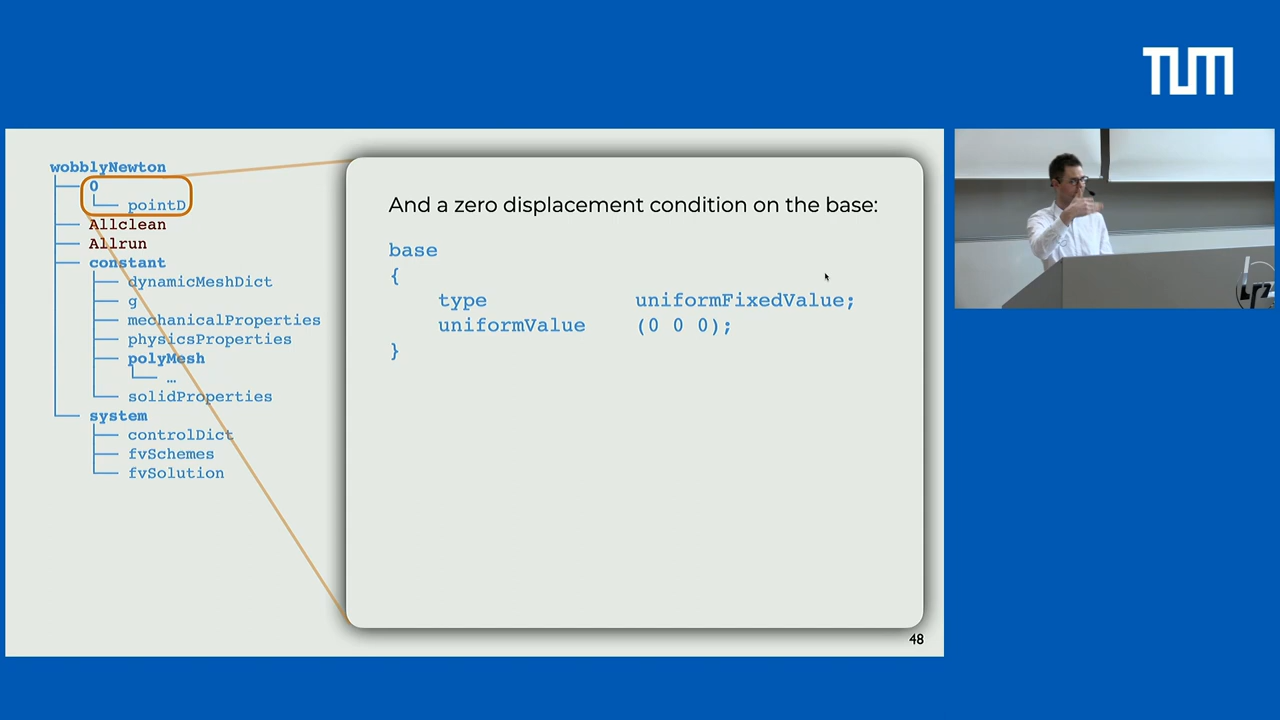 TUM
wobblyNewton
0
pointD
Allclean
Allrun
constant
dynamicMeshDict
g
mechanicalProperties
physicsProperties
polyMesh
…
solidProperties
system
controlDict
fvSchemes
fvSolution
And a zero displacement condition on the base:
base
{
type uniformFixedValue;
uniformValue (0 0 0);
}
48
lrz